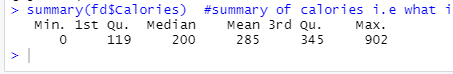 > summary(fd$Calories)  #summary of calories i.e what i
   Min. 1st Qu.  Median    Mean 3rd Qu.    Max.
      0     119     200     285     345     902
>